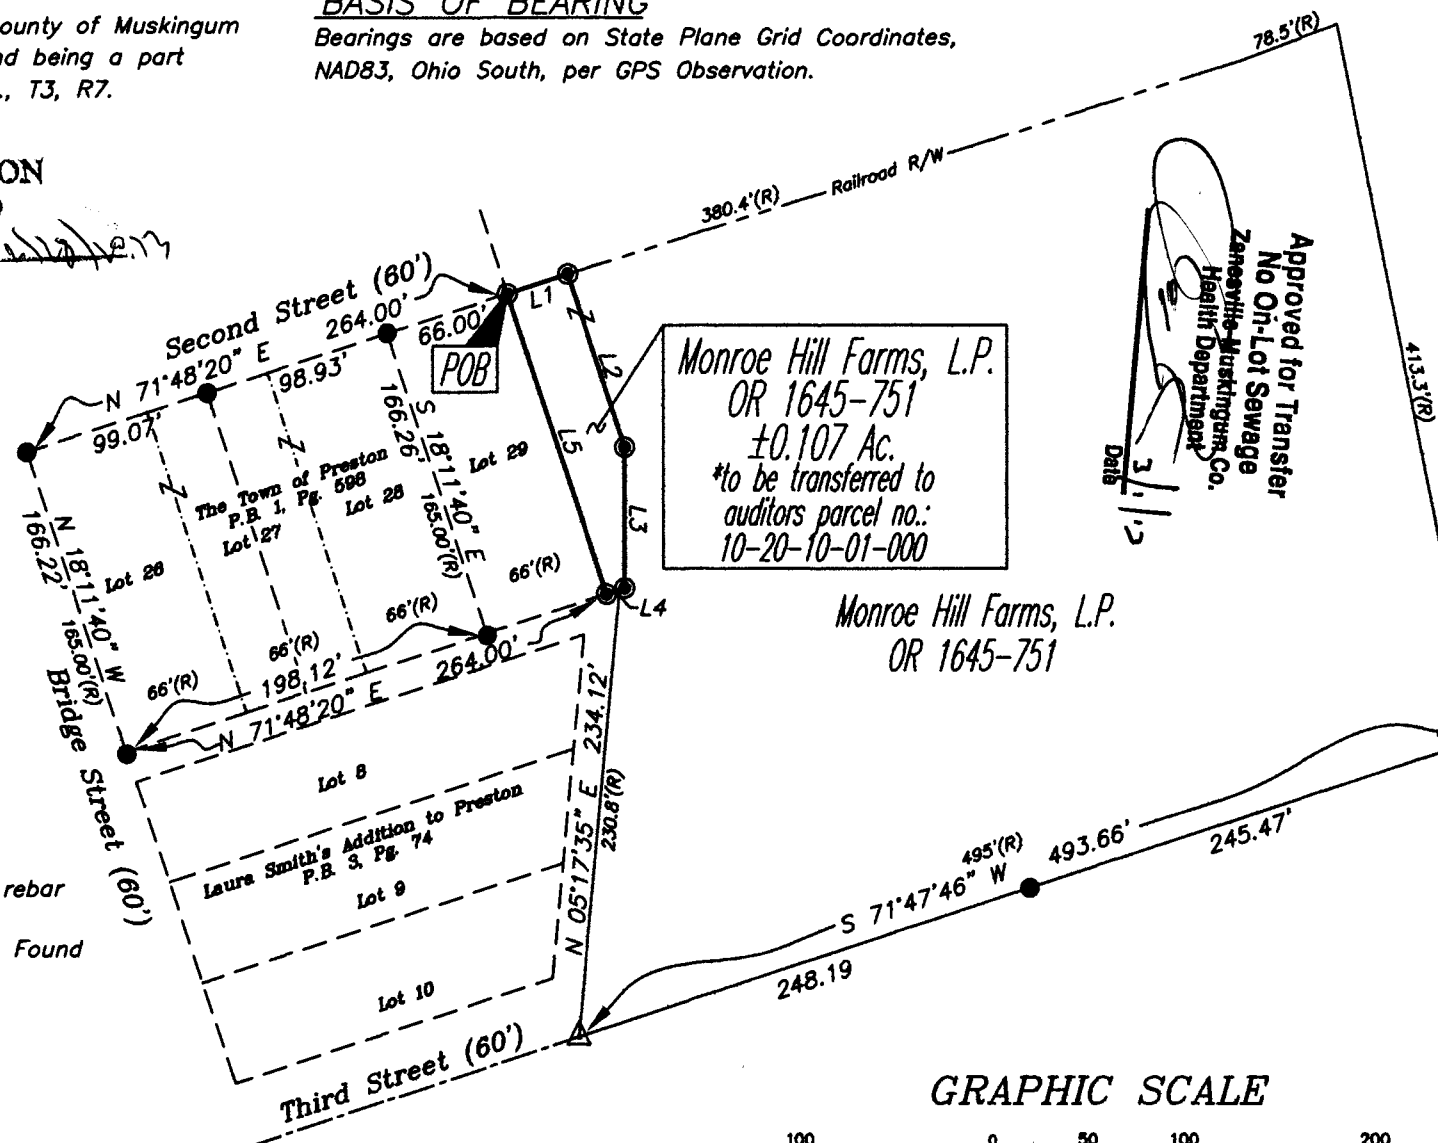 ounty of Muskingum
nd being a part
., T3, R7.
BASIS OF BEARING
Bearings are based on State Plane Grid Coordinates,
NAD83, Ohio South, per GPS Observation.
ON
78.5'(R)
Railroad R/W
380.4'(R)
413.3'(R)
Second Street (60')
264.00'
66.00'
N 71°48'20" E
98.93'
99.07'
POB
L1
L2
L3
L4
L5
Monroe Hill Farms, L.P.
OR 1645-751
±0.107 Ac.
*to be transferred to
auditors parcel no.:
10-20-10-01-000
Approved for Transfer
No On-Lot Sewage
Zanesville-Muskingum Co.
Health Department
Date
Monroe Hill Farms, L.P.
OR 1645-751
S 18°11'40" E
166.26'
165.00'(R)
Lot 29
The Town of Preston
P.B. 1, Pg. 598
Lot 28
Lot 27
Lot 26
N 18°11'40" W
166.22'
165.00'(R)
66'(R)
66'(R)
66'(R)
66'(R)
198.12'
264.00'
N 71°48'20" E
Bridge Street (60')
Lot 8
Laura Smith's Addition to Preston
P.B. 3, Pg. 74
Lot 9
Lot 10
N 05°17'35" E 234.12'
230.8'(R)
rebar
Found
495'(R)
S 71°47'46" W 493.66'
245.47'
248.19
Third Street (60')
GRAPHIC SCALE
100 0 50 100 200